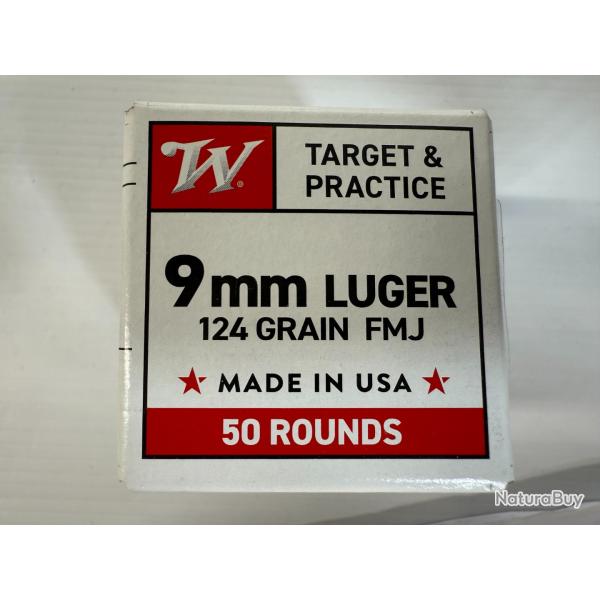 W
TARGET &
PRACTICE
9mm LUGER
124 GRAIN FMJ
★ MADE IN USA ★
50 ROUNDS
NaturaBuy